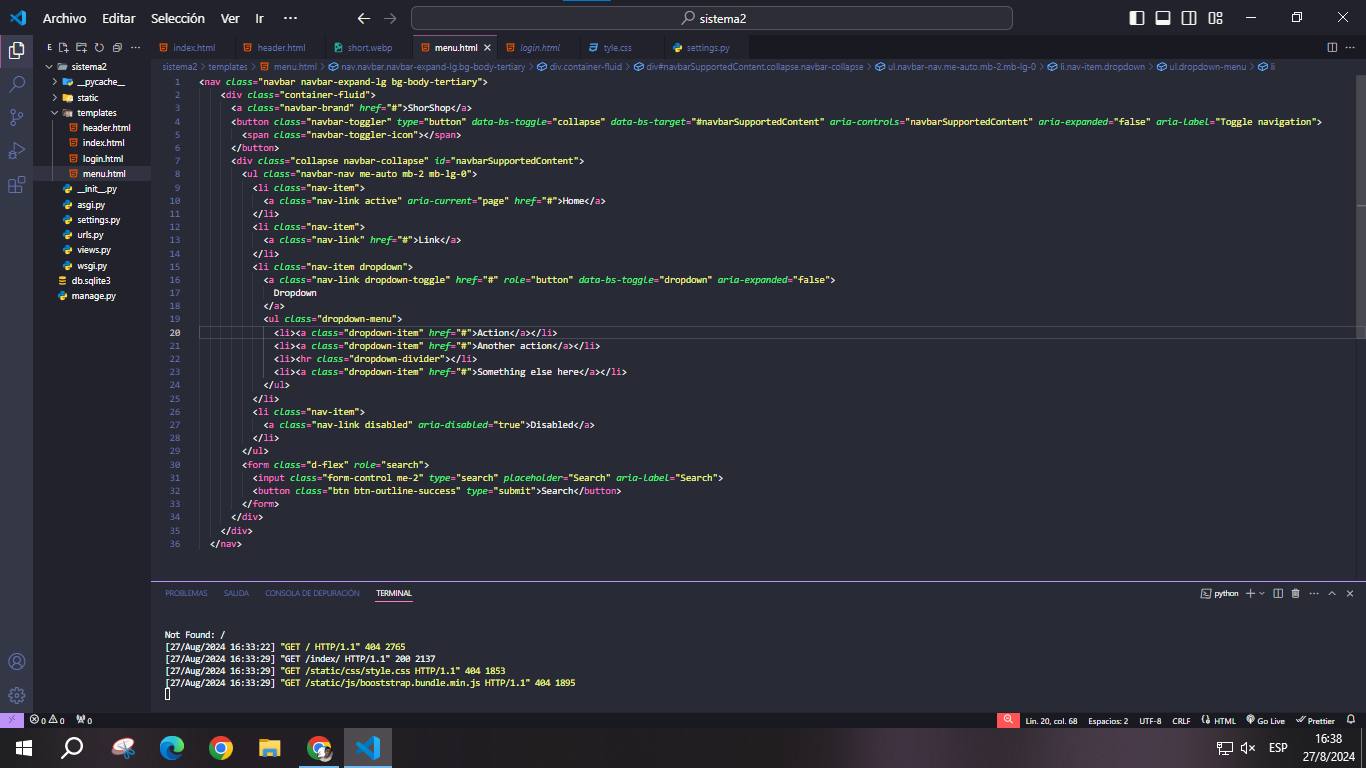 Archivo Editar Selección Ver Ir ···
sistema2
E
index.html header.html short.webp menu.html login.html tyle.css settings.py
sistema2
__pycache__
static
templates
header.html
index.html
login.html
menu.html
__init__.py
asgi.py
settings.py
urls.py
views.py
wsgi.py
db.sqlite3
manage.py
sistema2 > templates > menu.html > nav.navbar.navbar-expand-lg.bg-body-tertiary > div.container-fluid > div#navbarSupportedContent.collapse.navbar-collapse > ul.navbar-nav.me-auto.mb-2.mb-lg-0 > li.nav-item.dropdown > ul.dropdown-menu > li
1 <nav class="navbar navbar-expand-lg bg-body-tertiary">
2 <div class="container-fluid">
3 <a class="navbar-brand" href="#">ShorShop</a>
4 <button class="navbar-toggler" type="button" data-bs-toggle="collapse" data-bs-target="#navbarSupportedContent" aria-controls="navbarSupportedContent" aria-expanded="false" aria-label="Toggle navigation">
5 <span class="navbar-toggler-icon"></span>
6 </button>
7 <div class="collapse navbar-collapse" id="navbarSupportedContent">
8 <ul class="navbar-nav me-auto mb-2 mb-lg-0">
9 <li class="nav-item">
10 <a class="nav-link active" aria-current="page" href="#">Home</a>
11 </li>
12 <li class="nav-item">
13 <a class="nav-link" href="#">Link</a>
14 </li>
15 <li class="nav-item dropdown">
16 <a class="nav-link dropdown-toggle" href="#" role="button" data-bs-toggle="dropdown" aria-expanded="false">
17 Dropdown
18 </a>
19 <ul class="dropdown-menu">
20 <li><a class="dropdown-item" href="#">Action</a></li>
21 <li><a class="dropdown-item" href="#">Another action</a></li>
22 <li><hr class="dropdown-divider"></li>
23 <li><a class="dropdown-item" href="#">Something else here</a></li>
24 </ul>
25 </li>
26 <li class="nav-item">
27 <a class="nav-link disabled" aria-disabled="true">Disabled</a>
28 </li>
29 </ul>
30 <form class="d-flex" role="search">
31 <input class="form-control me-2" type="search" placeholder="Search" aria-label="Search">
32 <button class="btn btn-outline-success" type="submit">Search</button>
33 </form>
34 </div>
35 </div>
36 </nav>
PROBLEMAS SALIDA CONSOLA DE DEPURACIÓN TERMINAL
python
Not Found: /
[27/Aug/2024 16:33:22] "GET / HTTP/1.1" 404 2765
[27/Aug/2024 16:33:29] "GET /index/ HTTP/1.1" 200 2137
[27/Aug/2024 16:33:29] "GET /static/css/style.css HTTP/1.1" 404 1853
[27/Aug/2024 16:33:29] "GET /static/js/booststrap.bundle.min.js HTTP/1.1" 404 1895
0 0 0
Lín. 20, col. 68 Espacios: 2 UTF-8 CRLF HTML Go Live Prettier
ESP
16:38
27/8/2024